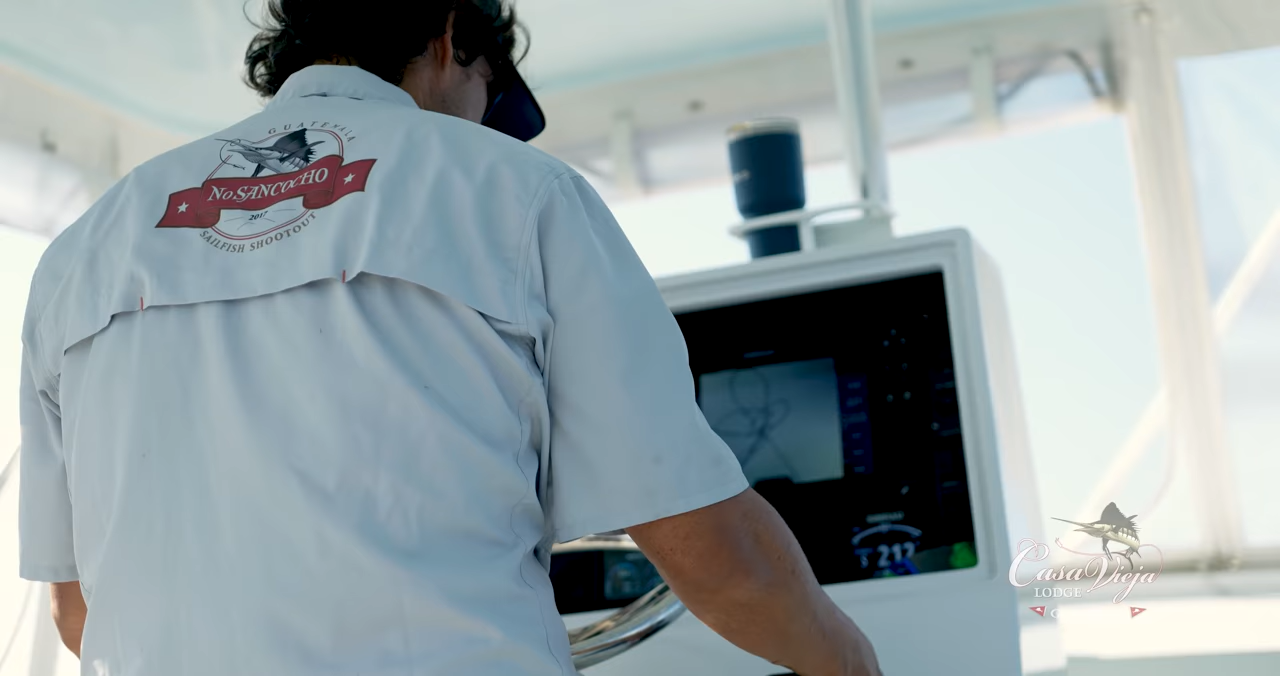 GUATEMALA
NO SANCOCHO
2017
SAILFISH SHOOTOUT
212
Casa Vieja
LODGE